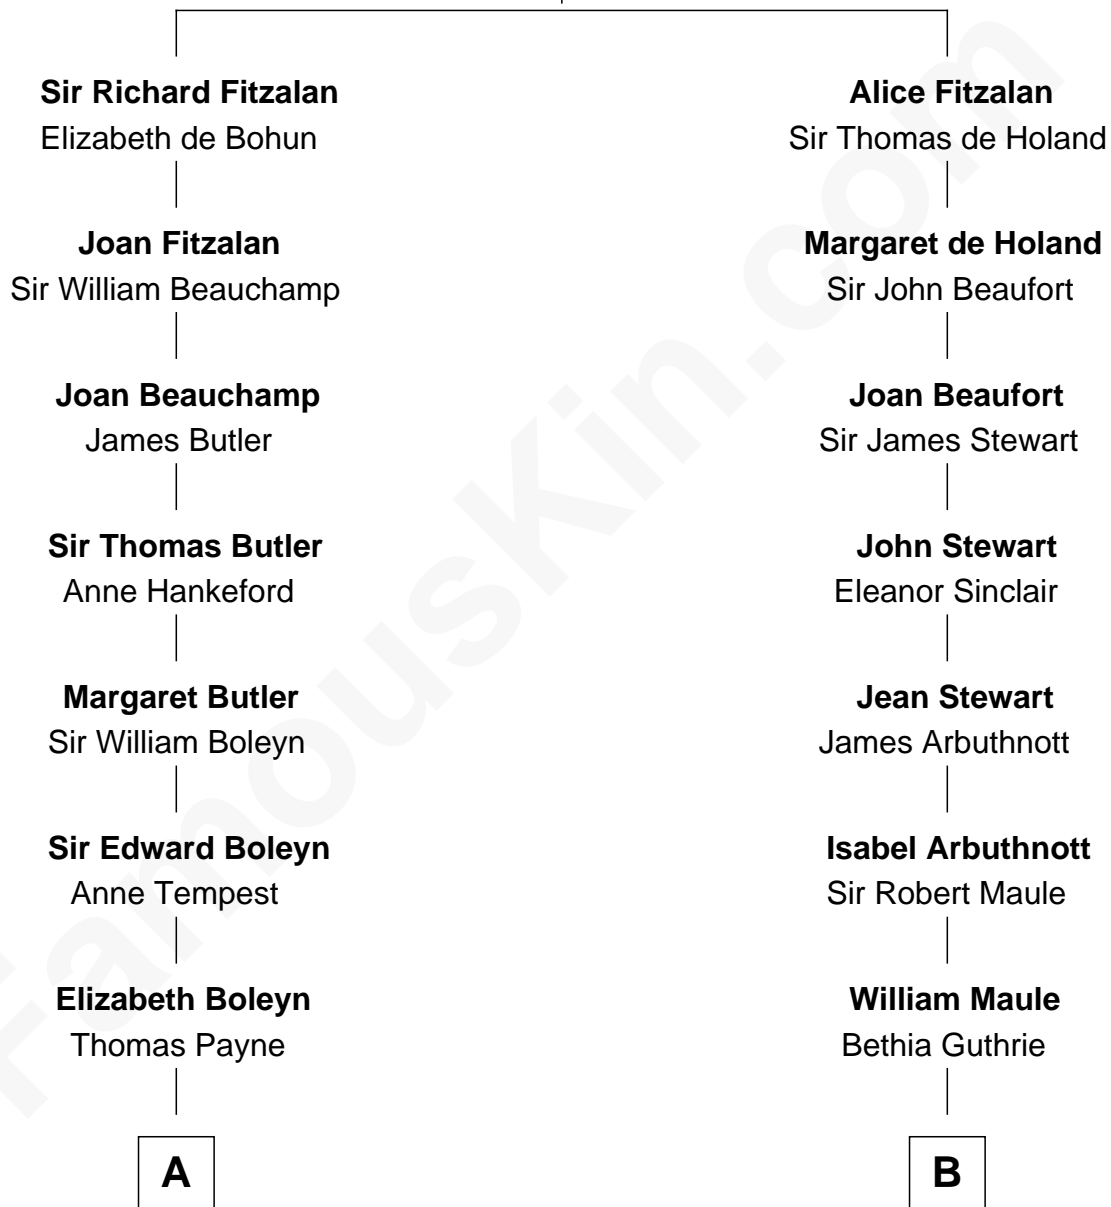 Sir Richard Fitzalan
Elizabeth de Bohun
Joan Fitzalan
Sir William Beauchamp
Joan Beauchamp
James Butler
Sir Thomas Butler
Anne Hankeford
Margaret Butler
Sir William Boleyn
Sir Edward Boleyn
Anne Tempest
Elizabeth Boleyn
Thomas Payne
A
Alice Fitzalan
Sir Thomas de Holand
Margaret de Holand
Sir John Beaufort
Joan Beaufort
Sir James Stewart
John Stewart
Eleanor Sinclair
Jean Stewart
James Arbuthnott
Isabel Arbuthnott
Sir Robert Maule
William Maule
Bethia Guthrie
B
FamousKin.com